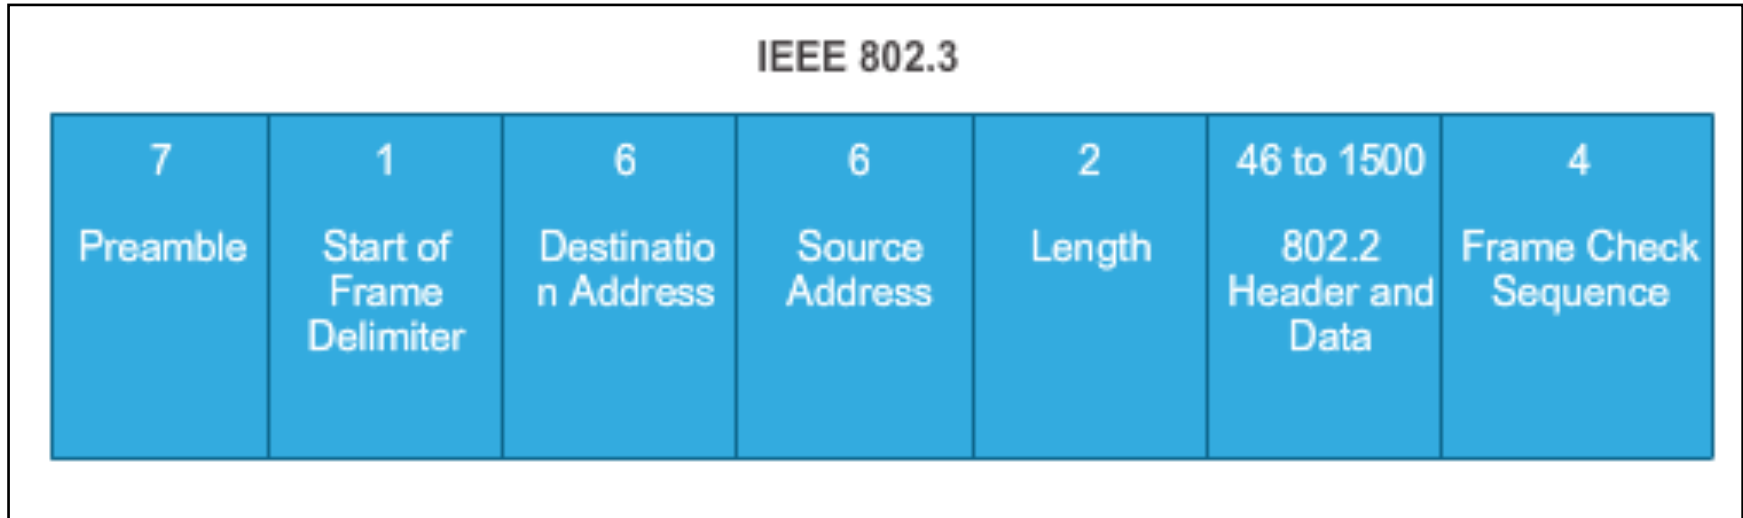 IEEE 802.3
7
Preamble
1
Start of
Frame
Delimiter
6
Destinatio
n Address
6
Source
Address
2
Length
46 to 1500
802.2
Header and
Data
4
Frame Check
Sequence